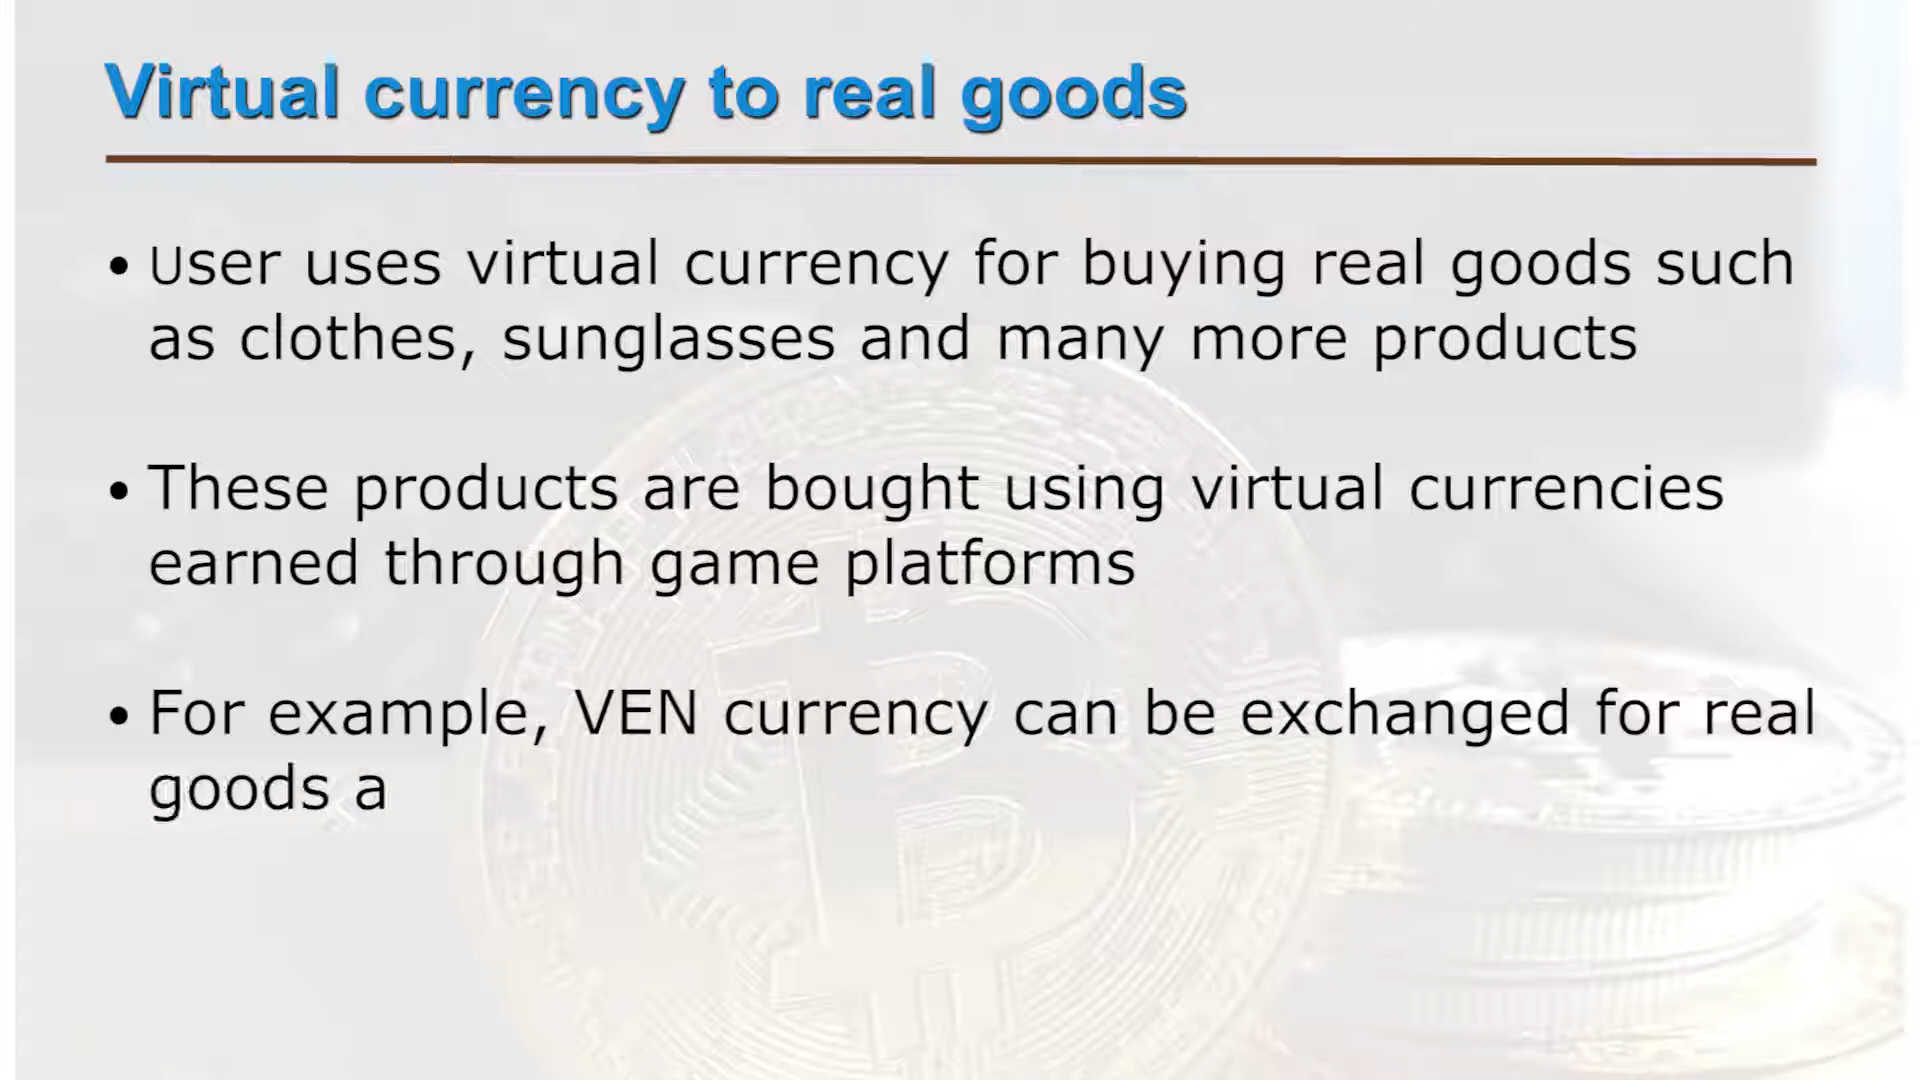 Virtual currency to real goods
• User uses virtual currency for buying real goods such
as clothes, sunglasses and many more products
• These products are bought using virtual currencies
earned through game platforms
• For example, VEN currency can be exchanged for real
goods a